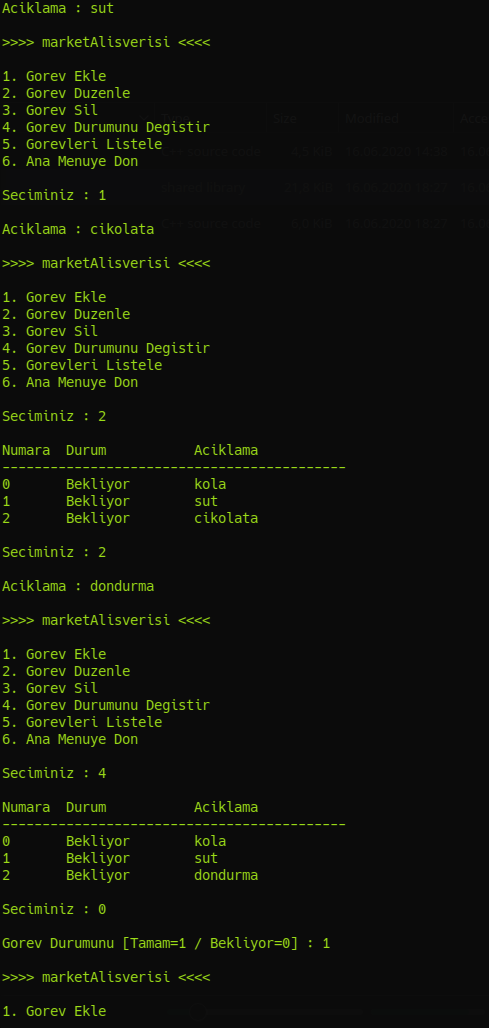 Aciklama : sut
>>>> marketAlisverisi <<<<
1. Gorev Ekle
2. Gorev Duzenle
3. Gorev Sil
4. Gorev Durumunu Degistir
5. Gorevleri Listele
6. Ana Menuye Don
Seciminiz : 1
Aciklama : cikolata
>>>> marketAlisverisi <<<<
1. Gorev Ekle
2. Gorev Duzenle
3. Gorev Sil
4. Gorev Durumunu Degistir
5. Gorevleri Listele
6. Ana Menuye Don
Seciminiz : 2
Numara  Durum           Aciklama
-------------------------------------------
0       Bekliyor        kola
1       Bekliyor        sut
2       Bekliyor        cikolata
Seciminiz : 2
Aciklama : dondurma
>>>> marketAlisverisi <<<<
1. Gorev Ekle
2. Gorev Duzenle
3. Gorev Sil
4. Gorev Durumunu Degistir
5. Gorevleri Listele
6. Ana Menuye Don
Seciminiz : 4
Numara  Durum           Aciklama
-------------------------------------------
0       Bekliyor        kola
1       Bekliyor        sut
2       Bekliyor        dondurma
Seciminiz : 0
Gorev Durumunu [Tamam=1 / Bekliyor=0] : 1
>>>> marketAlisverisi <<<<
1. Gorev Ekle